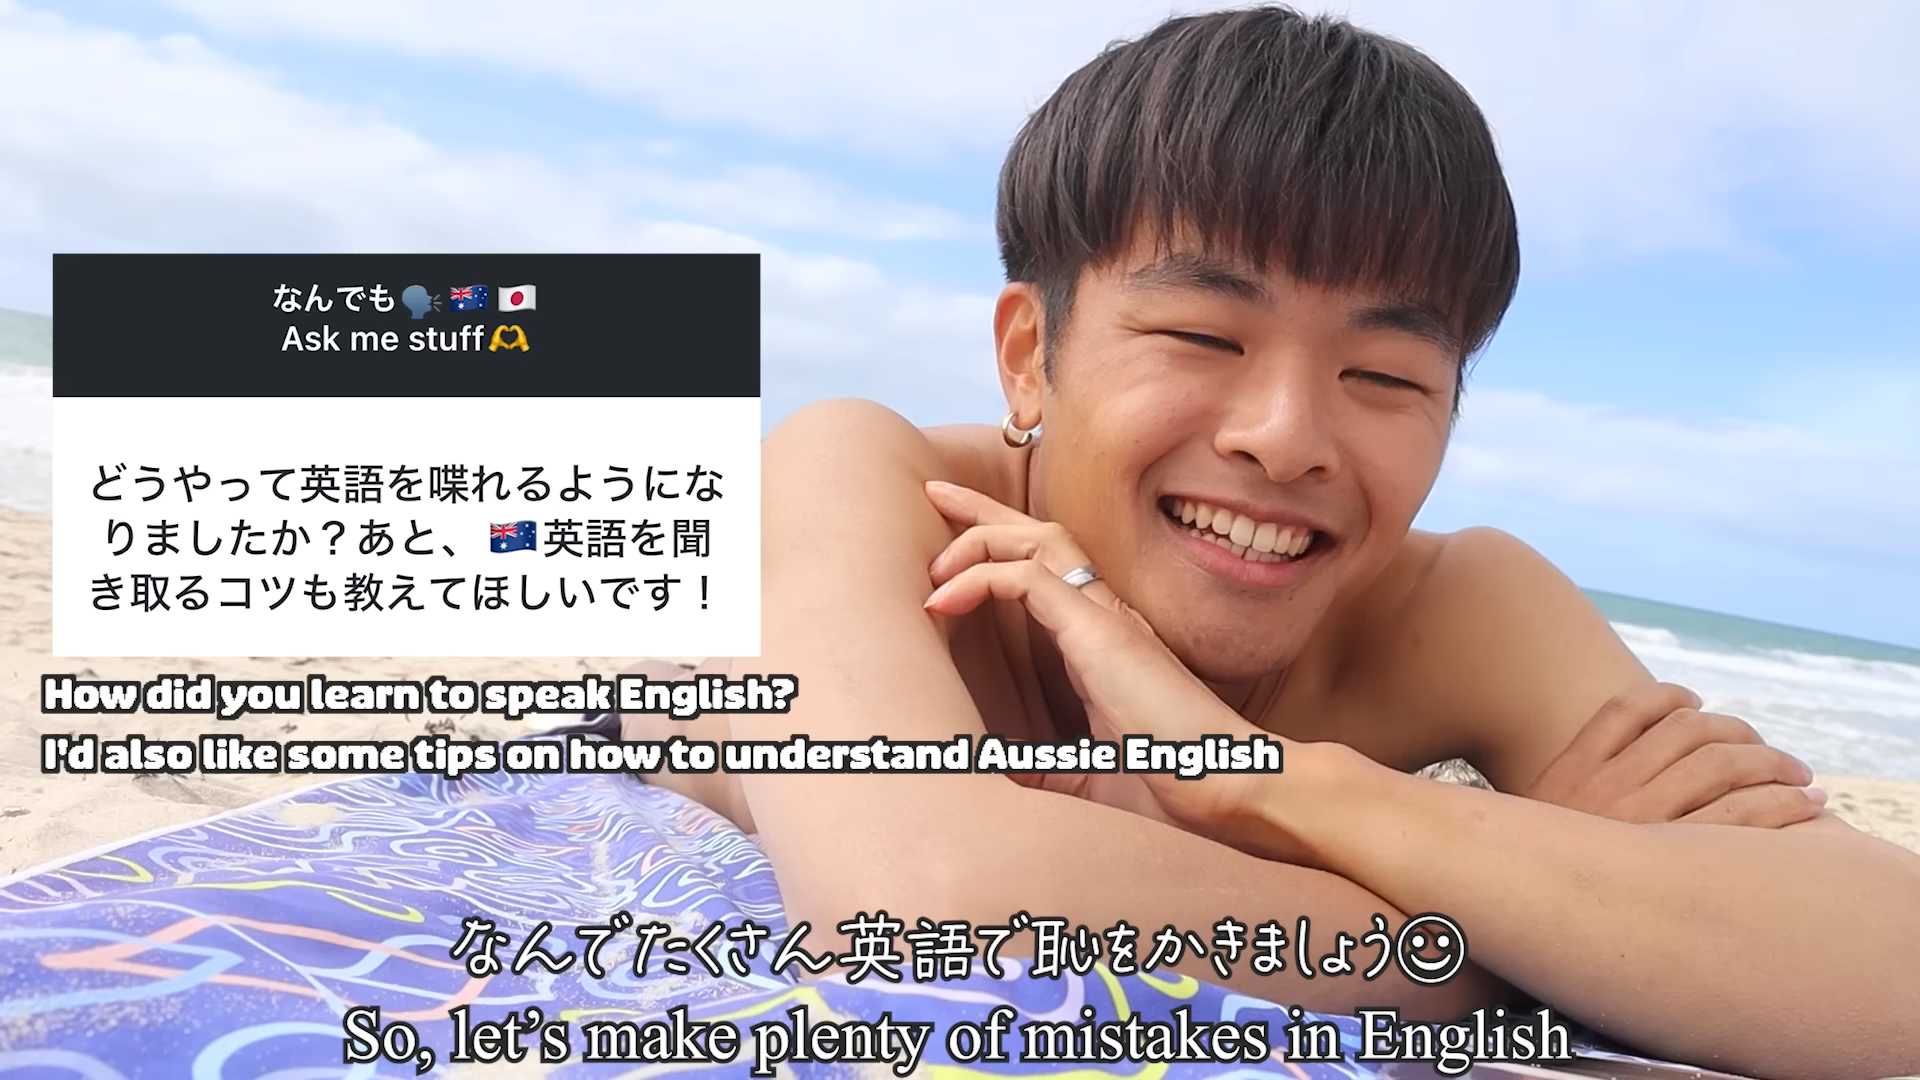 なんでも🗣️🇦🇺🇯🇵
Ask me stuff🫶
どうやって英語を喋れるようにな
りましたか？あと、🇦🇺英語を聞
き取るコツも教えてほしいです！
How did you learn to speak English?
I'd also like some tips on how to understand Aussie English
なんでたくさん英語で恥をかきましょう☺
So, let's make plenty of mistakes in English